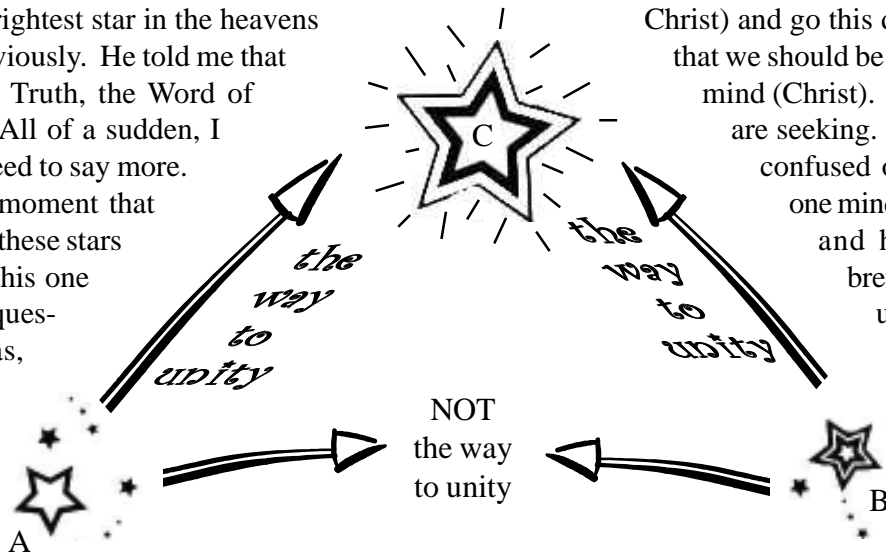 rightest star in the heavens
viously. He told me that
Truth, the Word of
All of a sudden, I
eed to say more.
moment that
these stars
his one
ques-
as,
C
Christ) and go this
that we should be
mind (Christ).
are seeking.
confused
one mind
and h
bre
the
way
to
unity
the
way
to
unity
NOT
the way
to unity
A
B